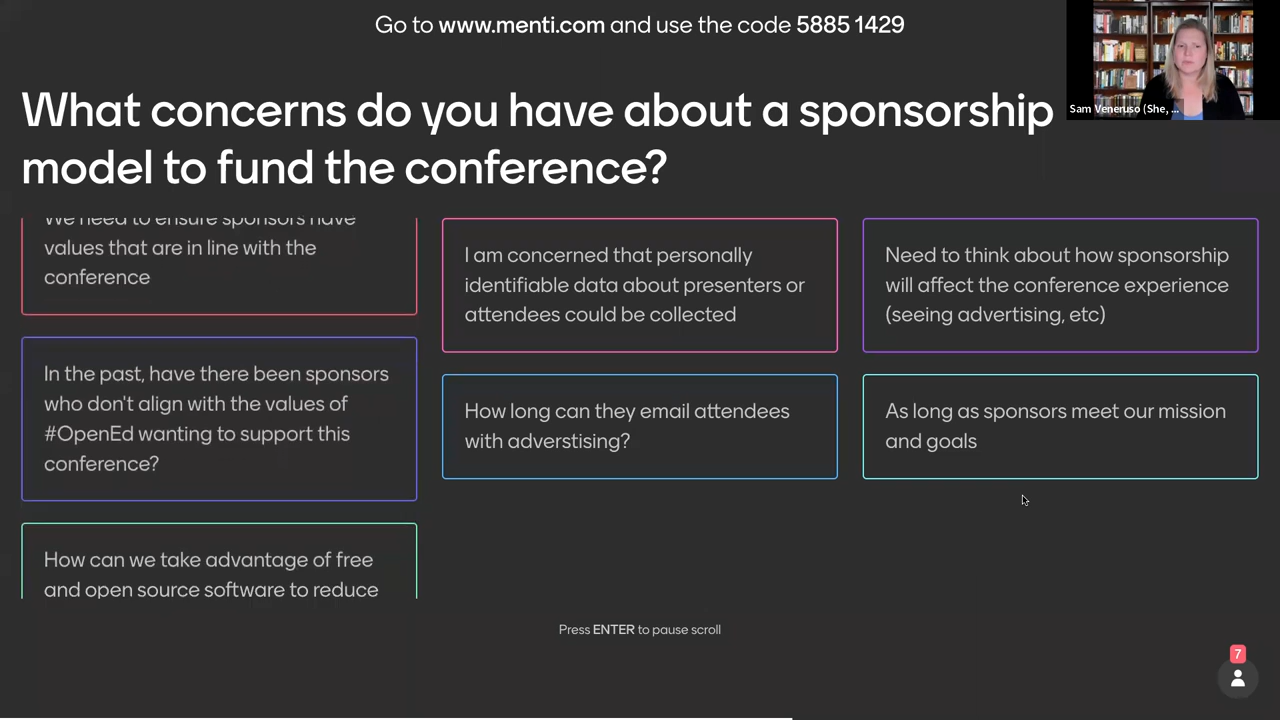 Go to www.menti.com and use the code 5885 1429
Sam Veneruso (She, ...
What concerns do you have about a sponsorship
model to fund the conference?
We need to ensure sponsors have
values that are in line with the
conference
In the past, have there been sponsors
who don't align with the values of
#OpenEd wanting to support this
conference?
How can we take advantage of free
and open source software to reduce
I am concerned that personally
identifiable data about presenters or
attendees could be collected
How long can they email attendees
with adverstising?
Need to think about how sponsorship
will affect the conference experience
(seeing advertising, etc)
As long as sponsors meet our mission
and goals
Press ENTER to pause scroll
7